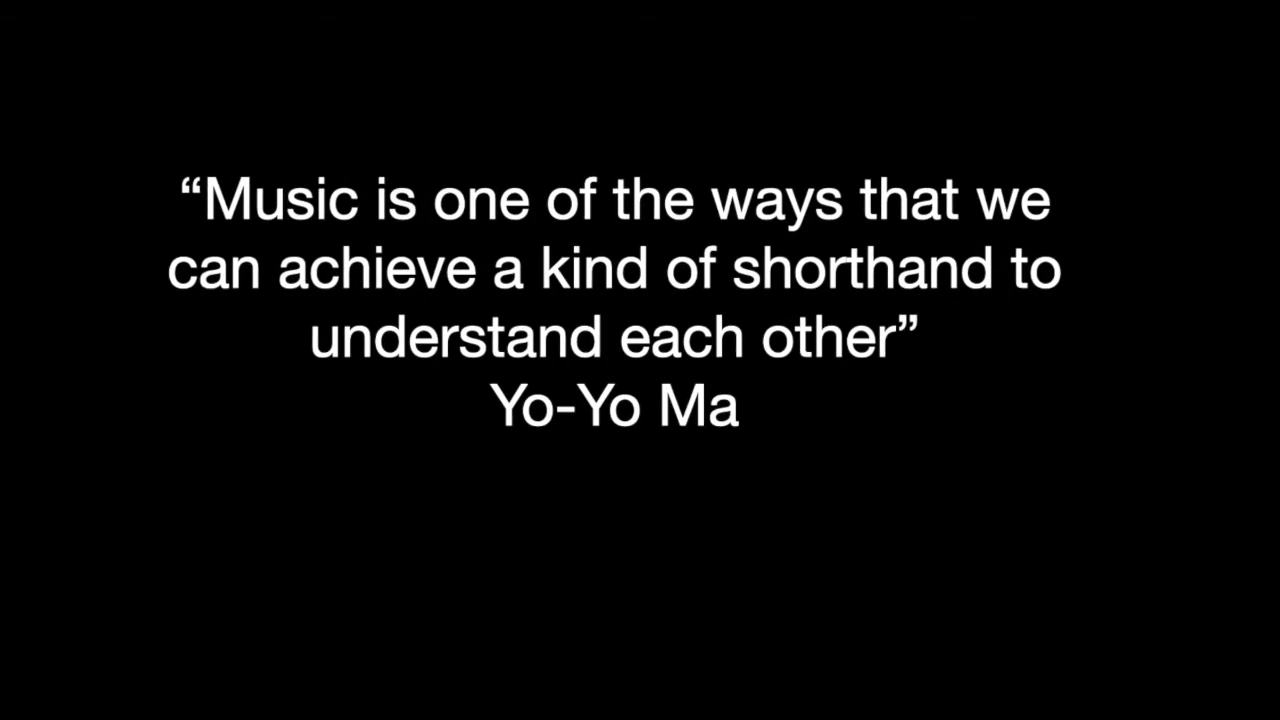 “Music is one of the ways that we
can achieve a kind of shorthand to
understand each other”
Yo-Yo Ma